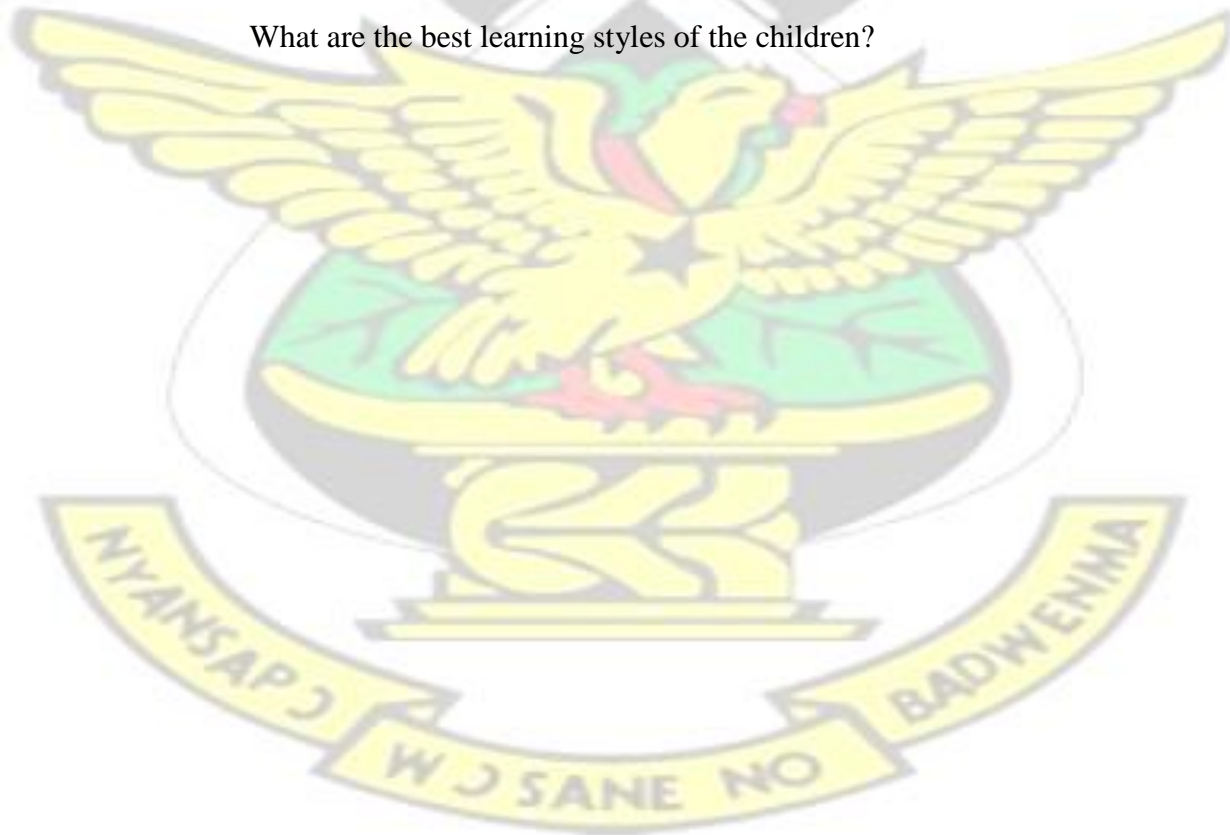 What are the best learning styles of the children?
NYANSAPƆ
WƆSANE NO
BADWENMA